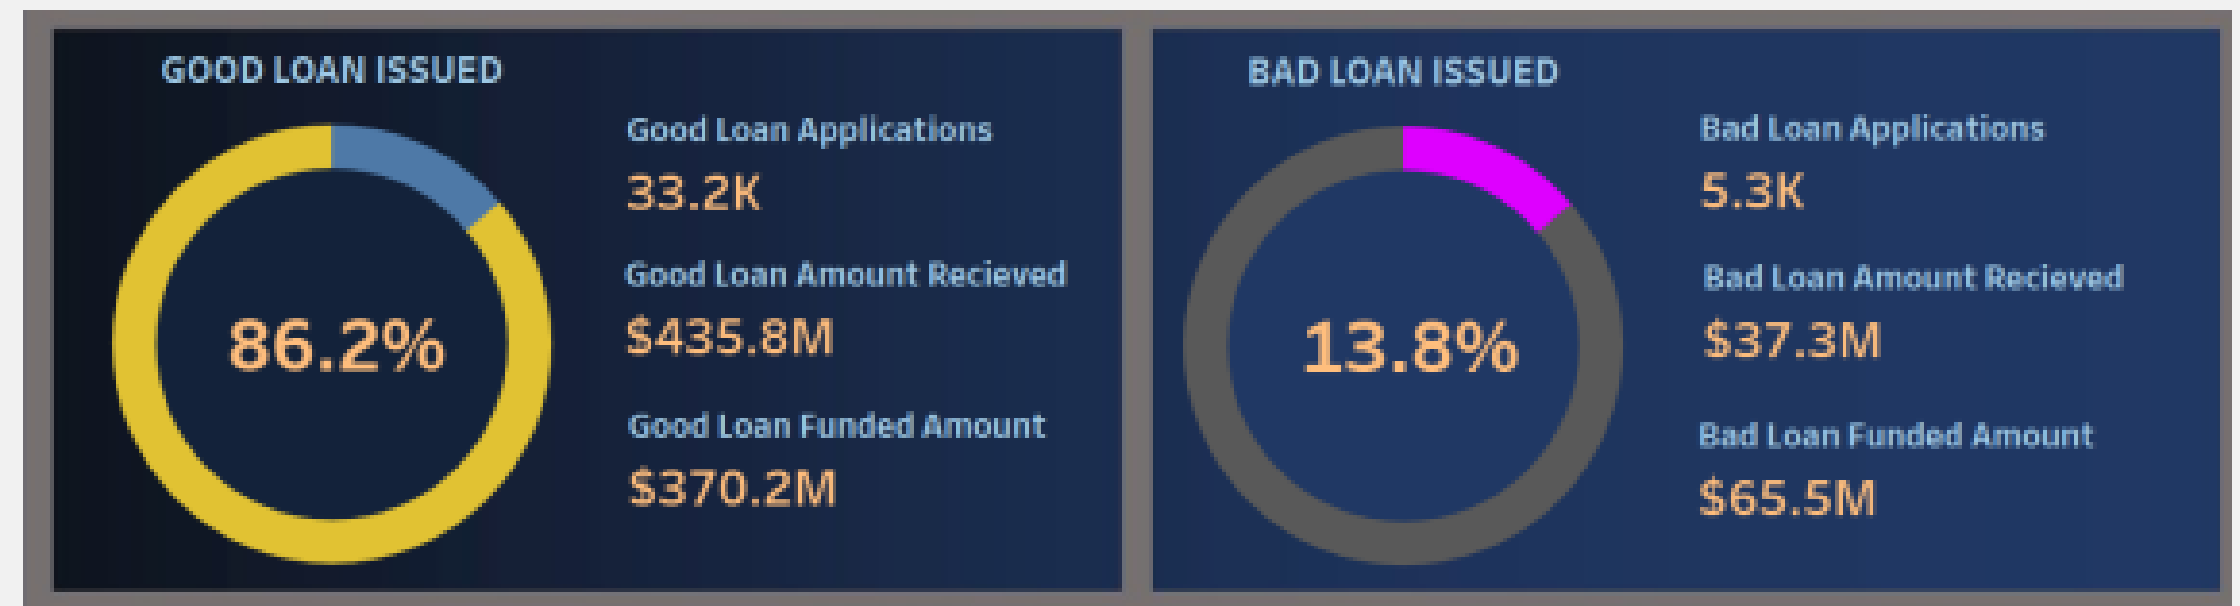 GOOD LOAN ISSUED
86.2%
Good Loan Applications
33.2K
Good Loan Amount Recieved
$435.8M
Good Loan Funded Amount
$370.2M
BAD LOAN ISSUED
13.8%
Bad Loan Applications
5.3K
Bad Loan Amount Recieved
$37.3M
Bad Loan Funded Amount
$65.5M